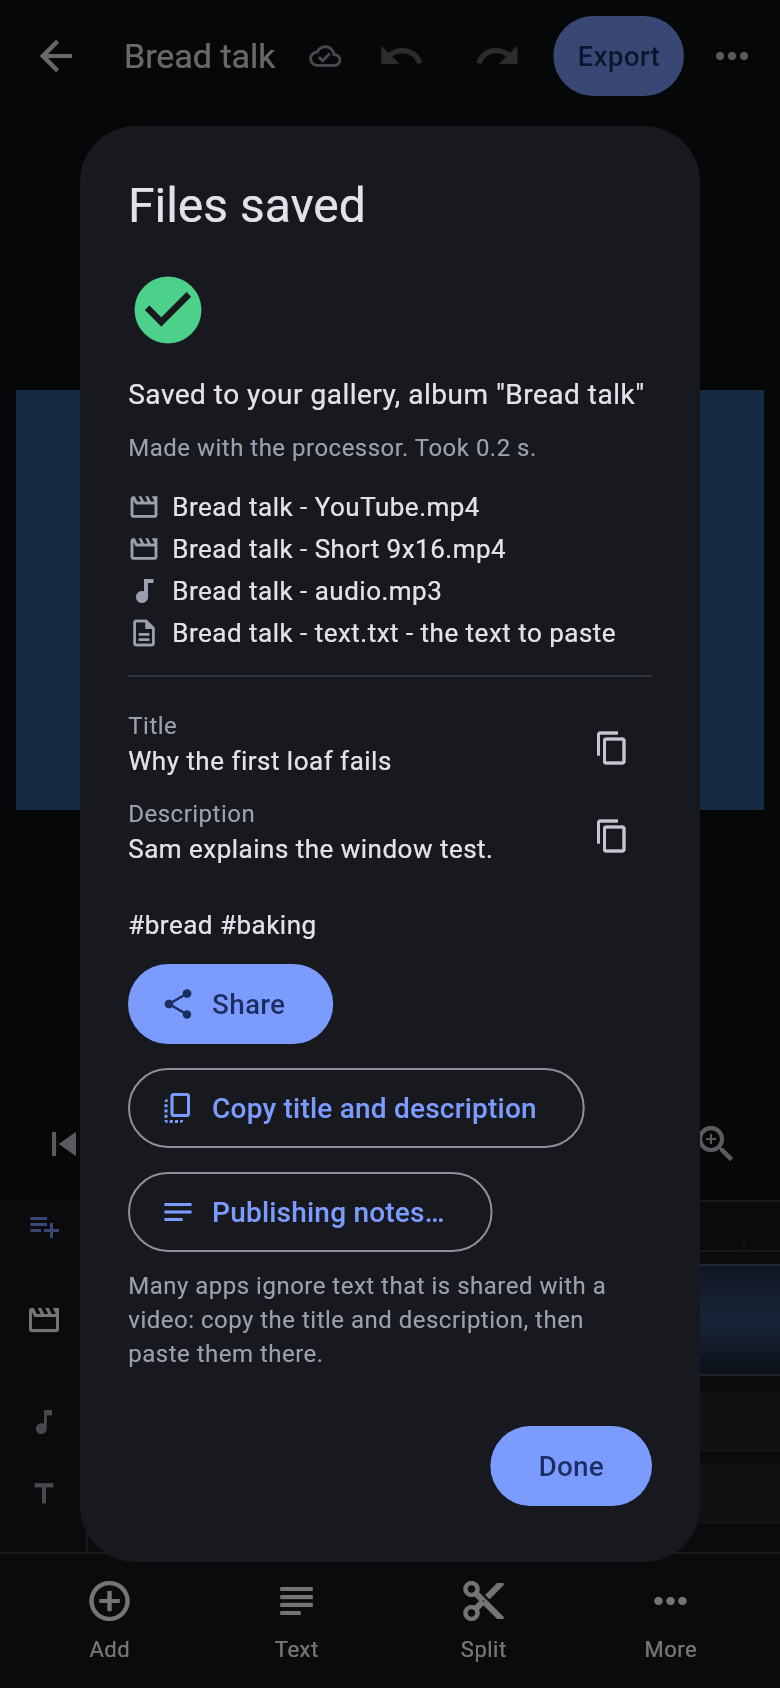 Bread talk
Export
Files saved
Saved to your gallery, album "Bread talk"
Made with the processor. Took 0.2 s.
Bread talk - YouTube.mp4
Bread talk - Short 9x16.mp4
Bread talk - audio.mp3
Bread talk - text.txt - the text to paste
Title
Why the first loaf fails
Description
Sam explains the window test.
#bread #baking
Share
Copy title and description
Publishing notes…
Many apps ignore text that is shared with a
video: copy the title and description, then
paste them there.
Done
Add
Text
Split
More